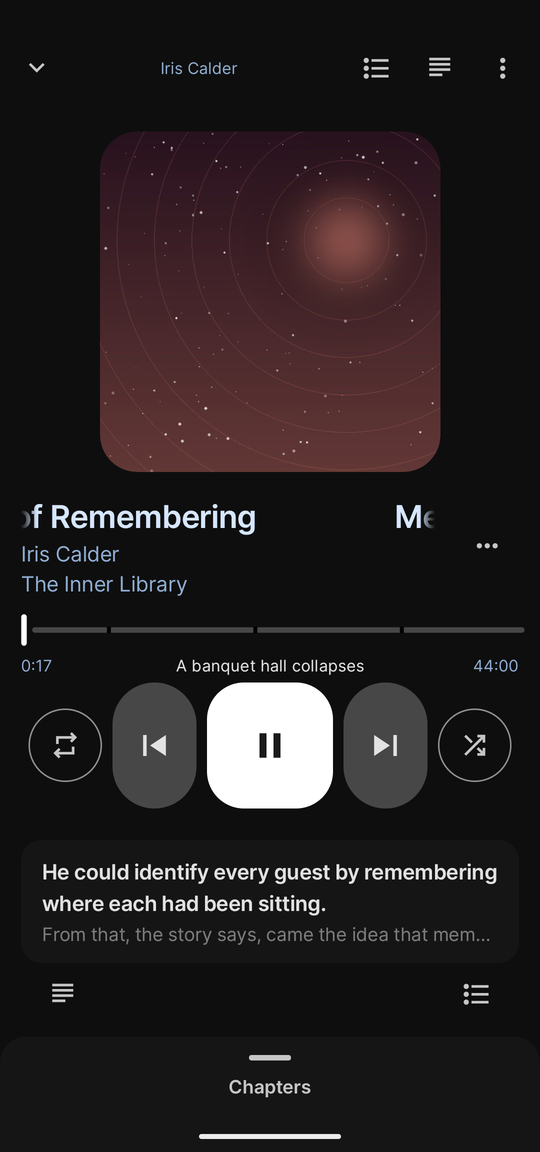 Iris Calder
of Remembering
Me
Iris Calder
The Inner Library
0:17
A banquet hall collapses
44:00
He could identify every guest by remembering
where each had been sitting.
From that, the story says, came the idea that mem...
Chapters